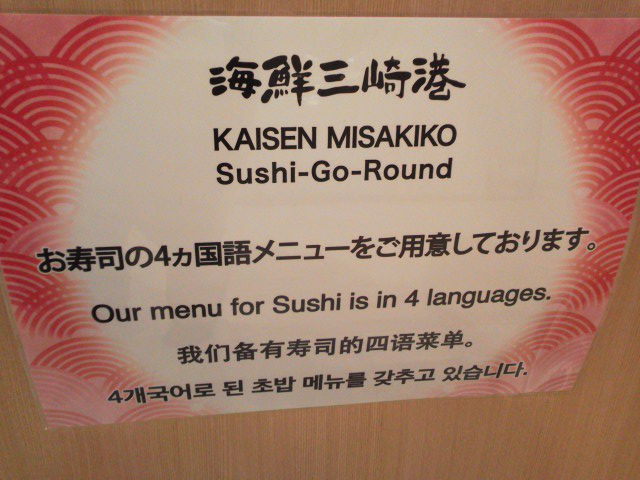 海鮮三崎港
KAISEN MISAKIKO
Sushi-Go-Round
お寿司の4ヵ国語メニューをご用意しております。
Our menu for Sushi is in 4 languages.
我们备有寿司的四语菜单。
4개국어로 된 초밥 메뉴를 갖추고 있습니다.